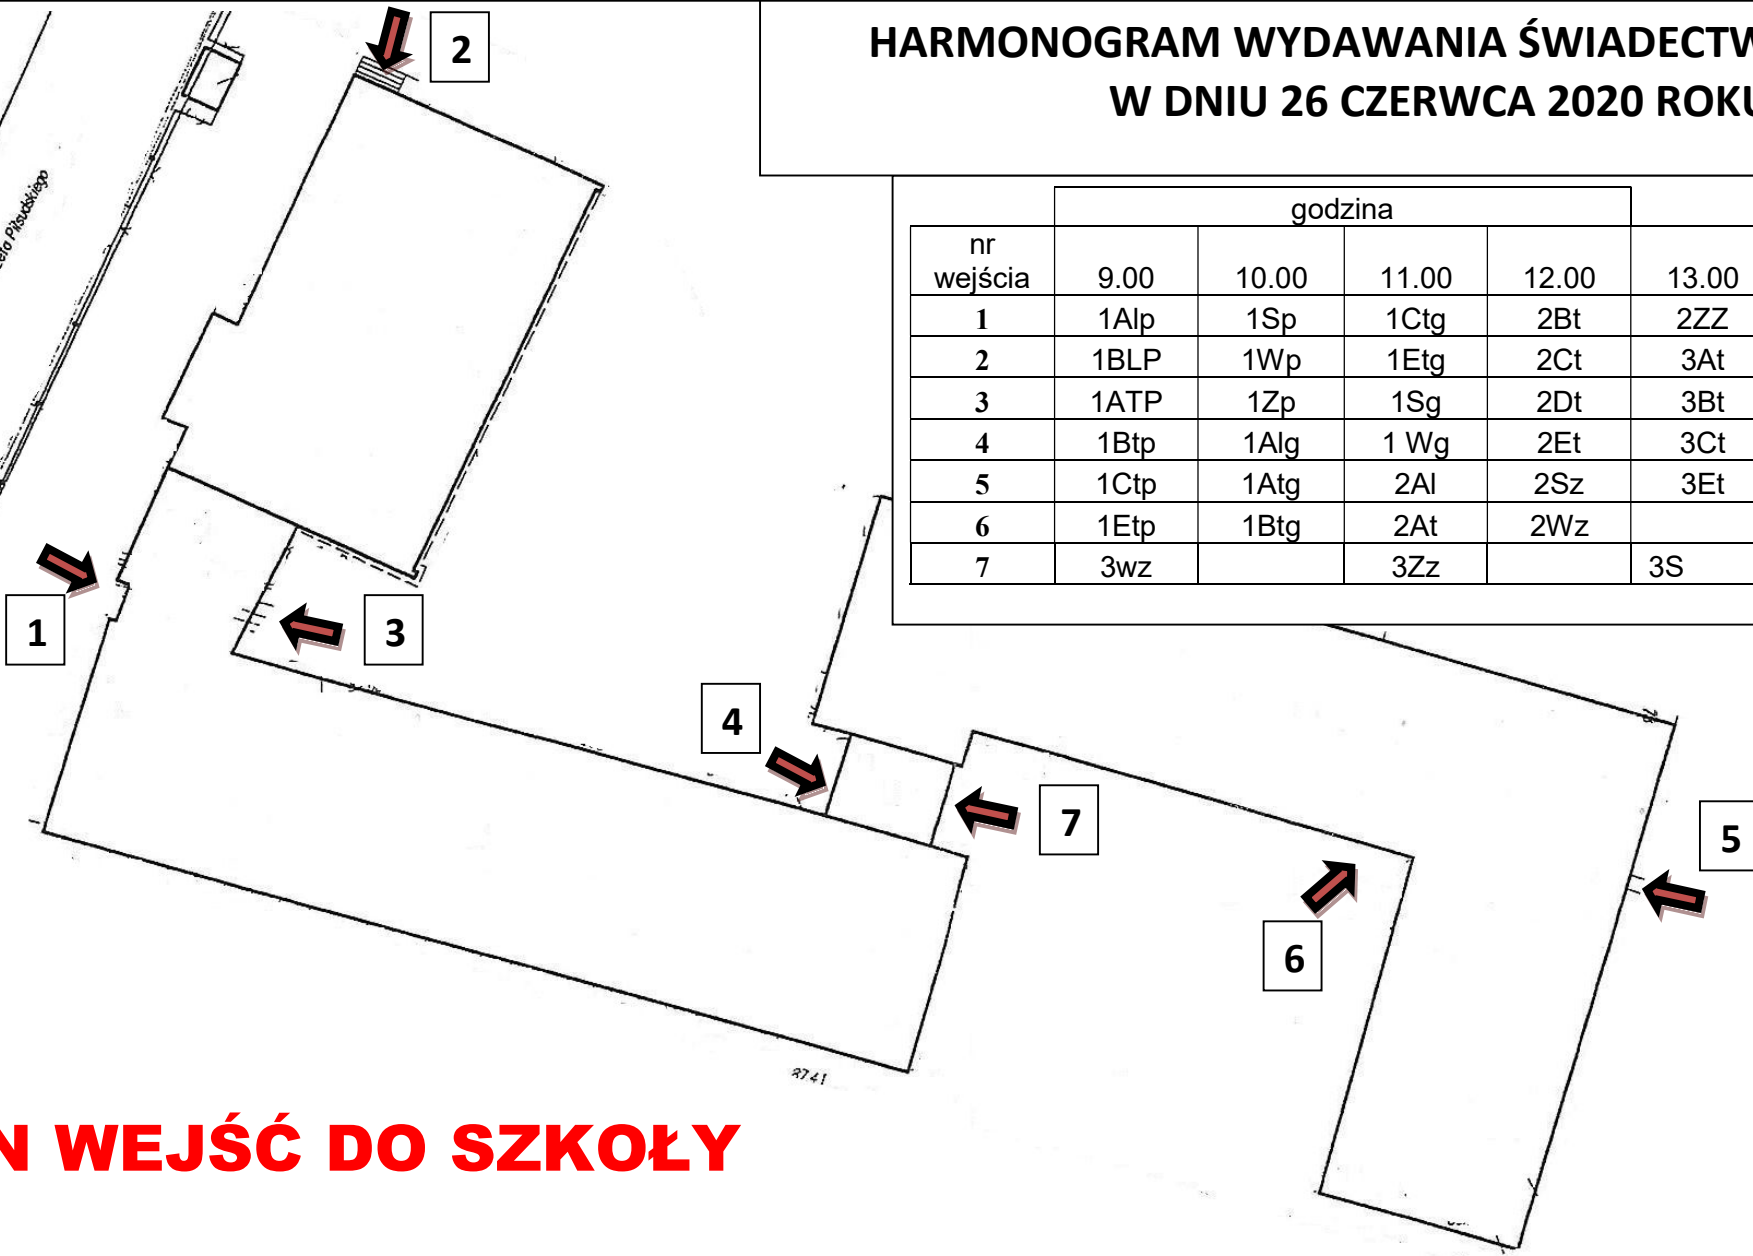 HARMONOGRAM WYDAWANIA ŚWIADECTW
W DNIU 26 CZERWCA 2020 ROKU
godzina
nr wejścia 9.00 10.00 11.00 12.00 13.00
1 1Alp 1Sp 1Ctg 2Bt 2ZZ
2 1BLP 1Wp 1Etg 2Ct 3At
3 1ATP 1Zp 1Sg 2Dt 3Bt
4 1Btp 1Alg 1 Wg 2Et 3Ct
5 1Ctp 1Atg 2Al 2Sz 3Et
6 1Etp 1Btg 2At 2Wz
7 3wz 3Zz 3S
2
Piłsudskiego
1
3
4
7
5
6
8741
N WEJŚĆ DO SZKOŁY